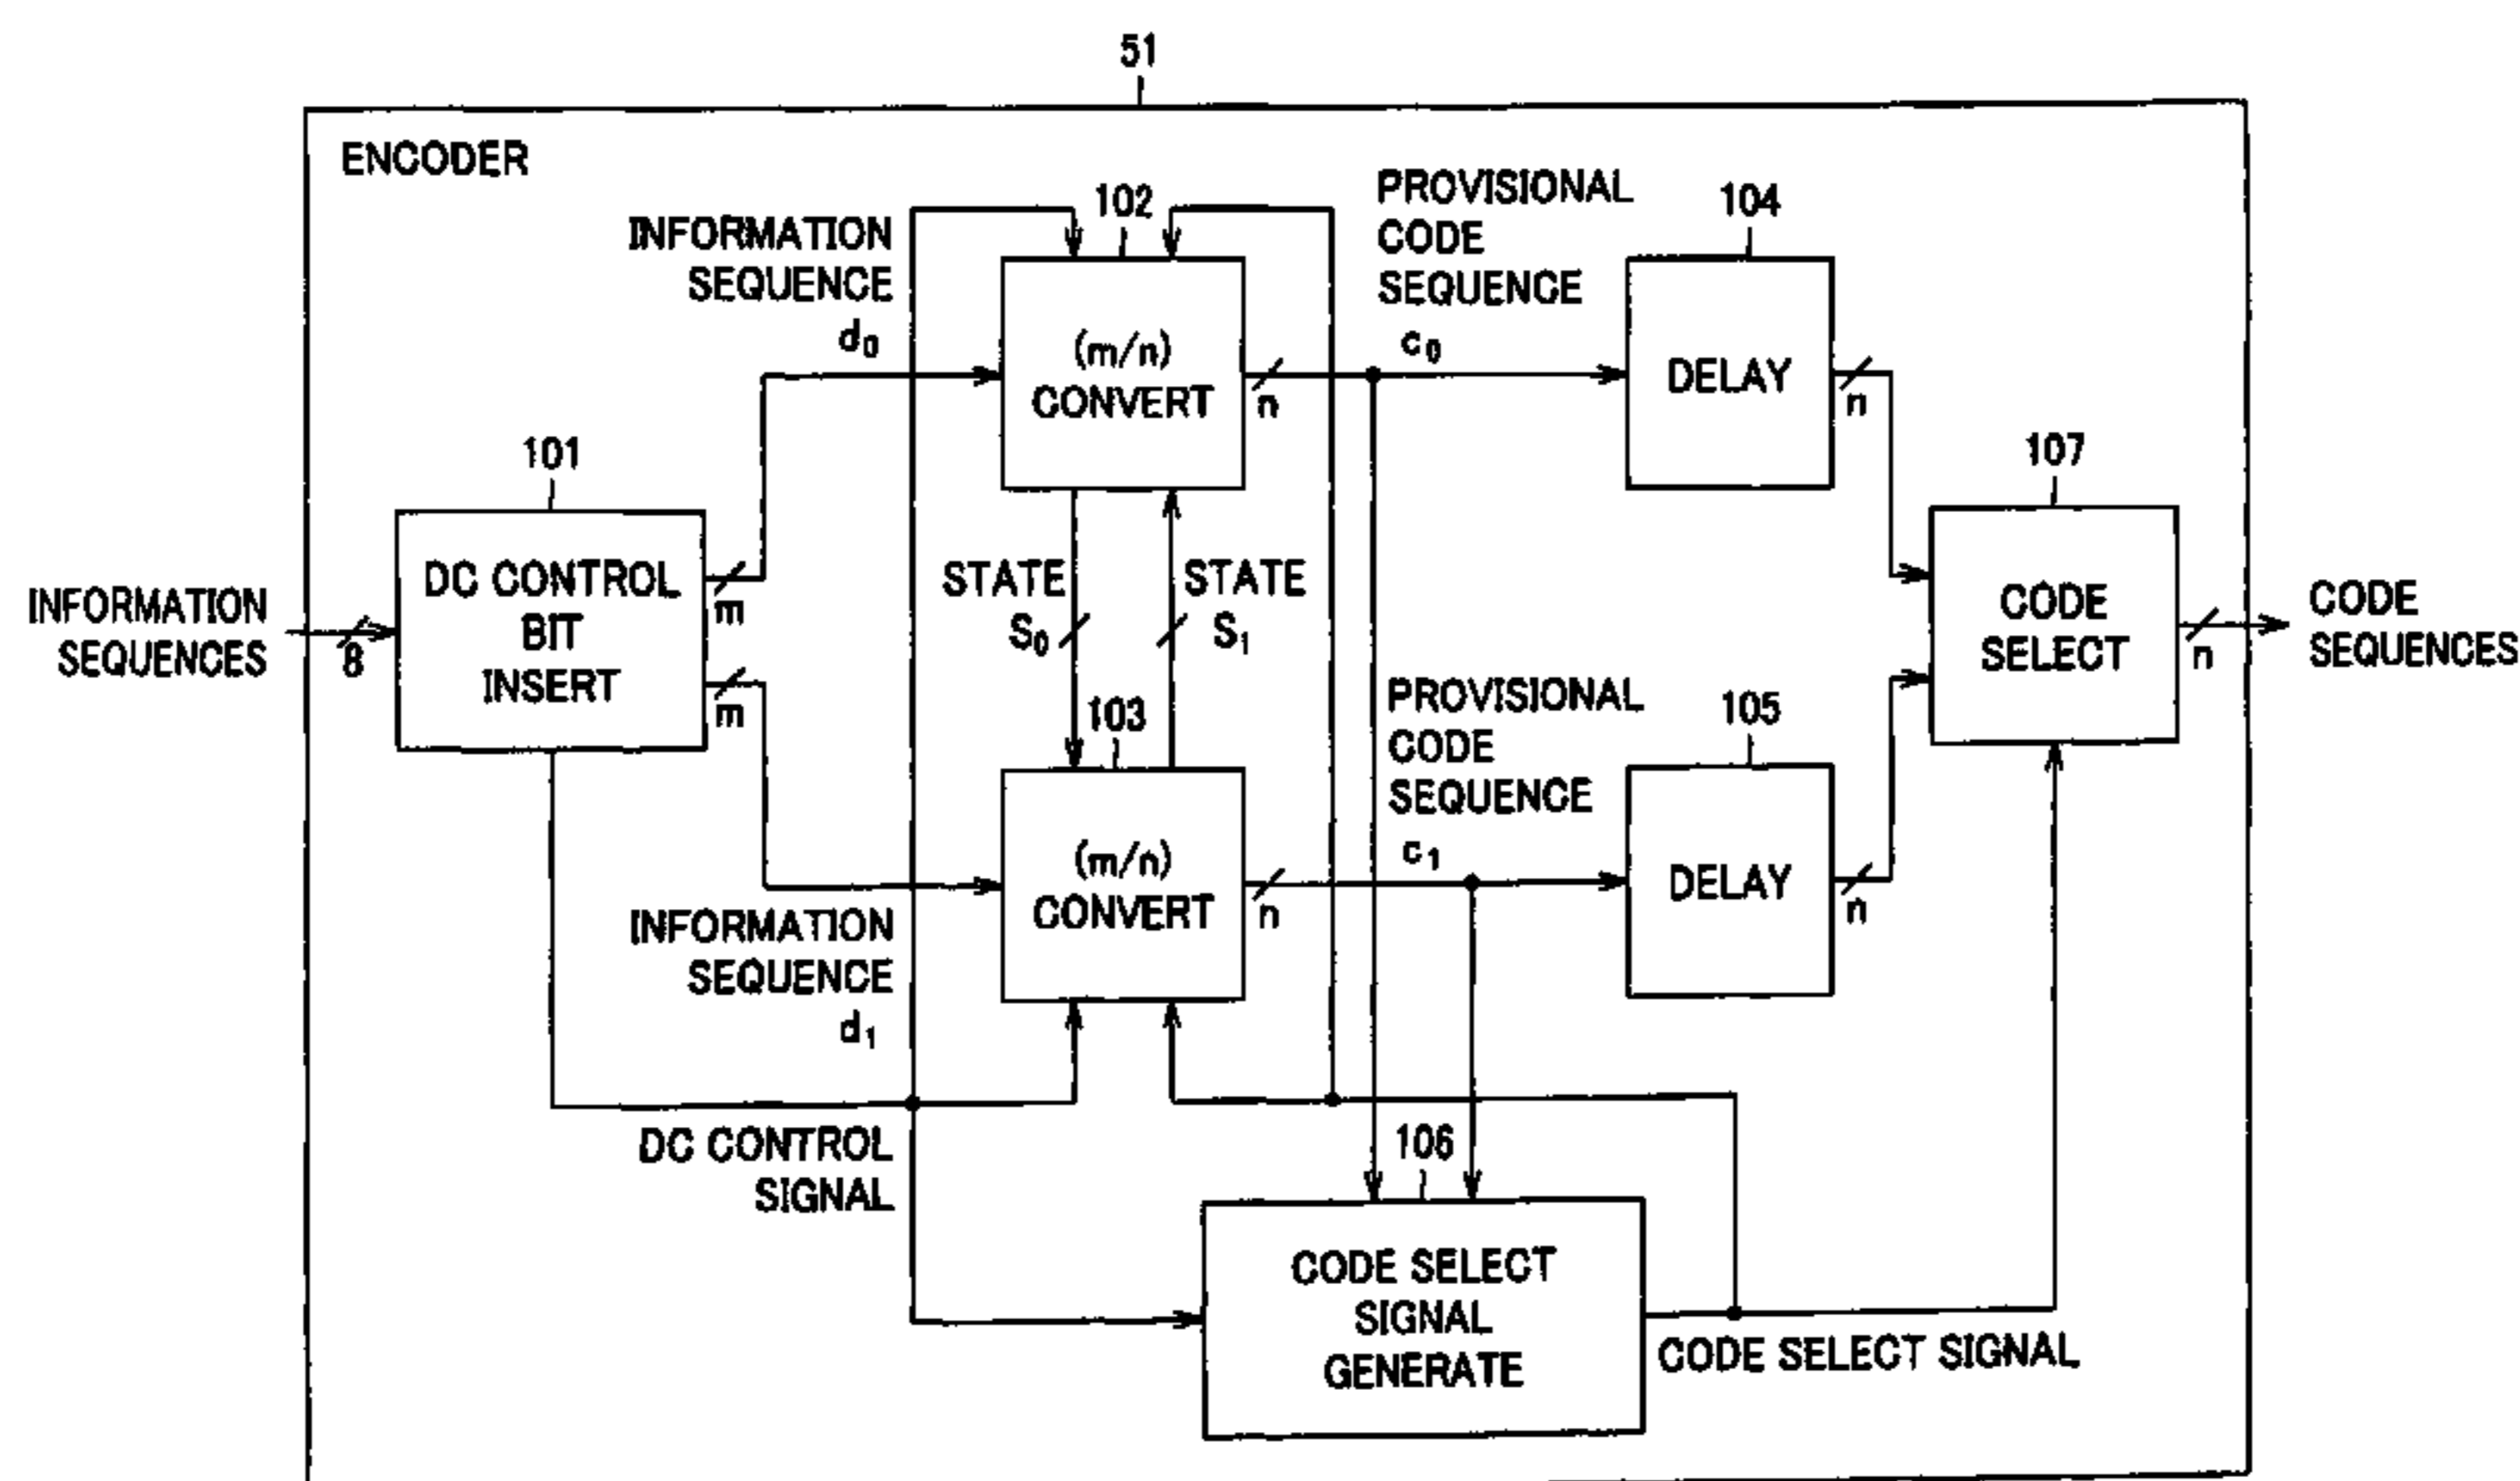 51
ENCODER
INFORMATION
SEQUENCES
8
101
DC CONTROL
BIT
INSERT
m
m
INFORMATION
SEQUENCE
d0
102
(m/n)
CONVERT
n
STATE
S0
STATE
S1
103
(m/n)
CONVERT
n
INFORMATION
SEQUENCE
d1
DC CONTROL
SIGNAL
PROVISIONAL
CODE
SEQUENCE
c0
104
DELAY
n
PROVISIONAL
CODE
SEQUENCE
c1
105
DELAY
n
106
CODE SELECT
SIGNAL
GENERATE
CODE SELECT SIGNAL
107
CODE
SELECT
n
CODE
SEQUENCES